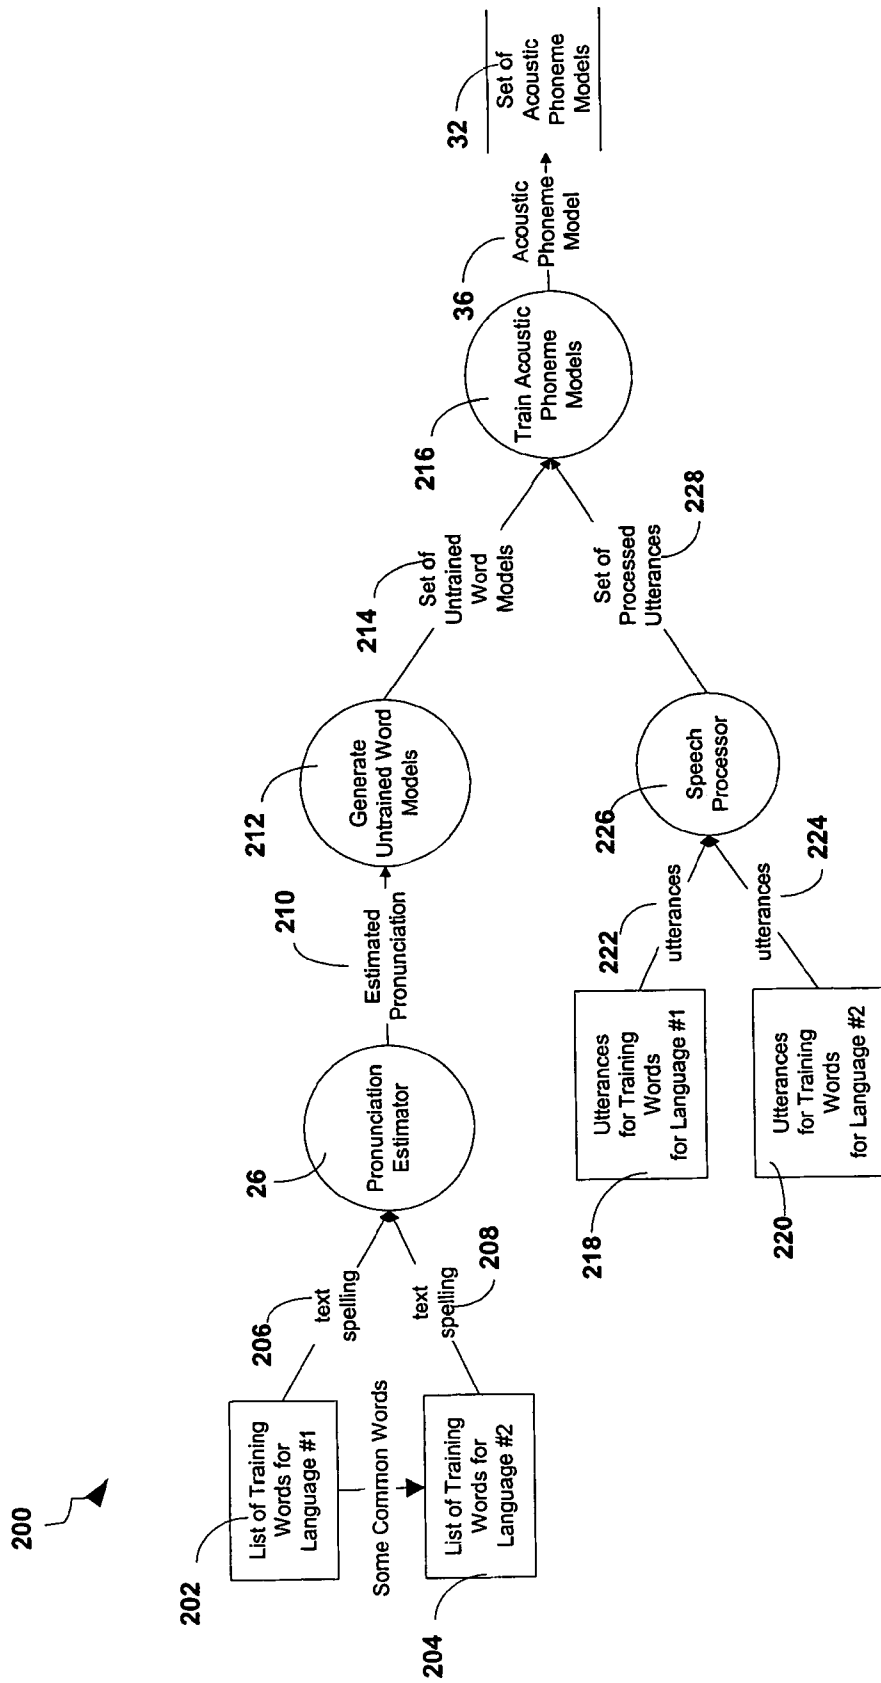 200
202
List of Training
Words for
Language #1
Some Common Words
204
List of Training
Words for
Language #2
206
text
spelling
208
text
spelling
26
Pronunciation
Estimator
210
Estimated
Pronunciation
212
Generate
Untrained Word
Models
214
Set of
Untrained
Word
Models
218
Utterances
for Training
Words
for Language #1
220
Utterances
for Training
Words
for Language #2
222
utterances
224
utterances
226
Speech
Processor
228
Set of
Processed
Utterances
216
Train Acoustic
Phoneme
Models
36
Acoustic
Phoneme
Model
32
Set of
Acoustic
Phoneme
Models